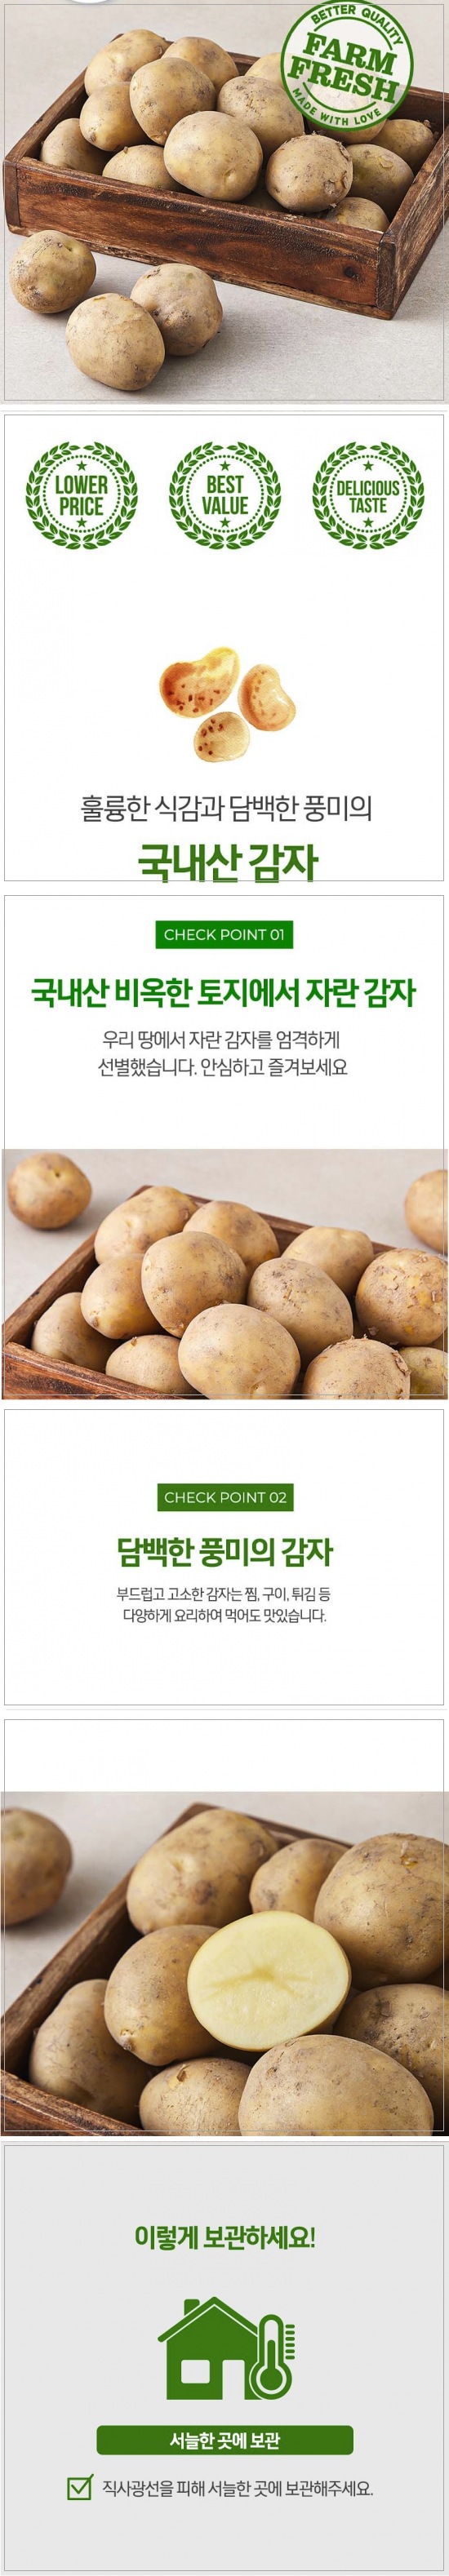 BETTER QUALITY
FARM
FRESH
MADE WITH LOVE
LOWER
PRICE
BEST
VALUE
DELICIOUS
TASTE
훌륭한 식감과 담백한 풍미의
국내산 감자
CHECK POINT 01
국내산 비옥한 토지에서 자란 감자
우리 땅에서 자란 감자를 엄격하게
선별했습니다. 안심하고 즐겨보세요
CHECK POINT 02
담백한 풍미의 감자
부드럽고 고소한 감자는 찜, 구이, 튀김 등
다양하게 요리하여 먹어도 맛있습니다.
이렇게 보관하세요!
서늘한 곳에 보관
직사광선을 피해 서늘한 곳에 보관해주세요.